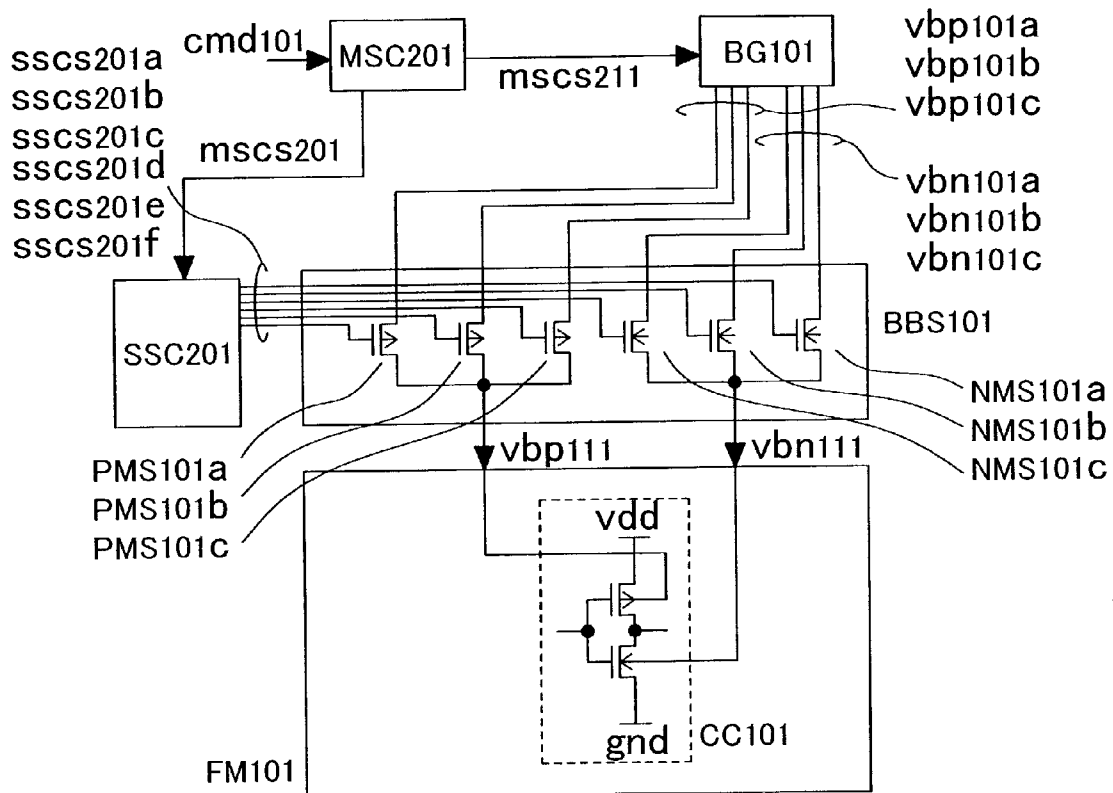 sscs201a
sscs201b
sscs201c
sscs201d
sscs201e
sscs201f
cmd101
MSC201
mscs211
mscs201
BG101
vbp101a
vbp101b
vbp101c
vbn101a
vbn101b
vbn101c
SSC201
BBS101
NMS101a
NMS101b
NMS101c
PMS101a
PMS101b
PMS101c
vbp111
vbn111
vdd
gnd
CC101
FM101